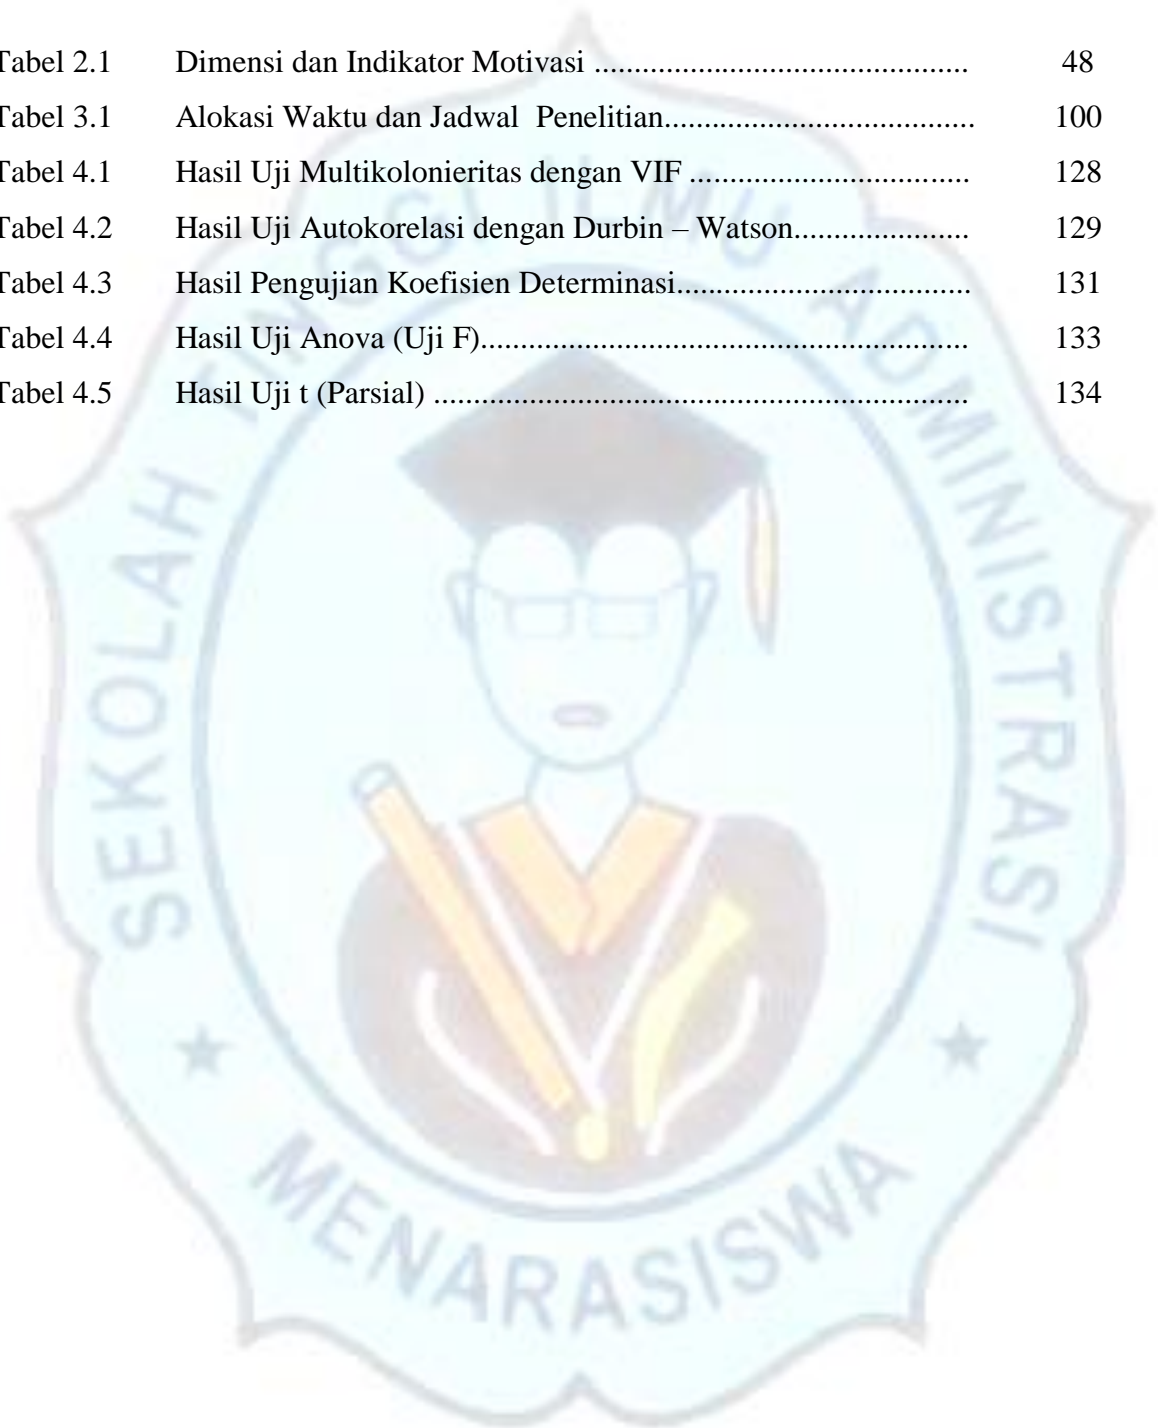 Tabel 2.1 Dimensi dan Indikator Motivasi ............................................... 48
Tabel 3.1 Alokasi Waktu dan Jadwal Penelitian....................................... 100
Tabel 4.1 Hasil Uji Multikolonieritas dengan VIF ................................... 128
Tabel 4.2 Hasil Uji Autokorelasi dengan Durbin – Watson...................... 129
Tabel 4.3 Hasil Pengujian Koefisien Determinasi..................................... 131
Tabel 4.4 Hasil Uji Anova (Uji F)............................................................. 133
Tabel 4.5 Hasil Uji t (Parsial) ................................................................... 134
SEKOLAH TINGGI ILMU ADMINISTRASI
MENARASISWA